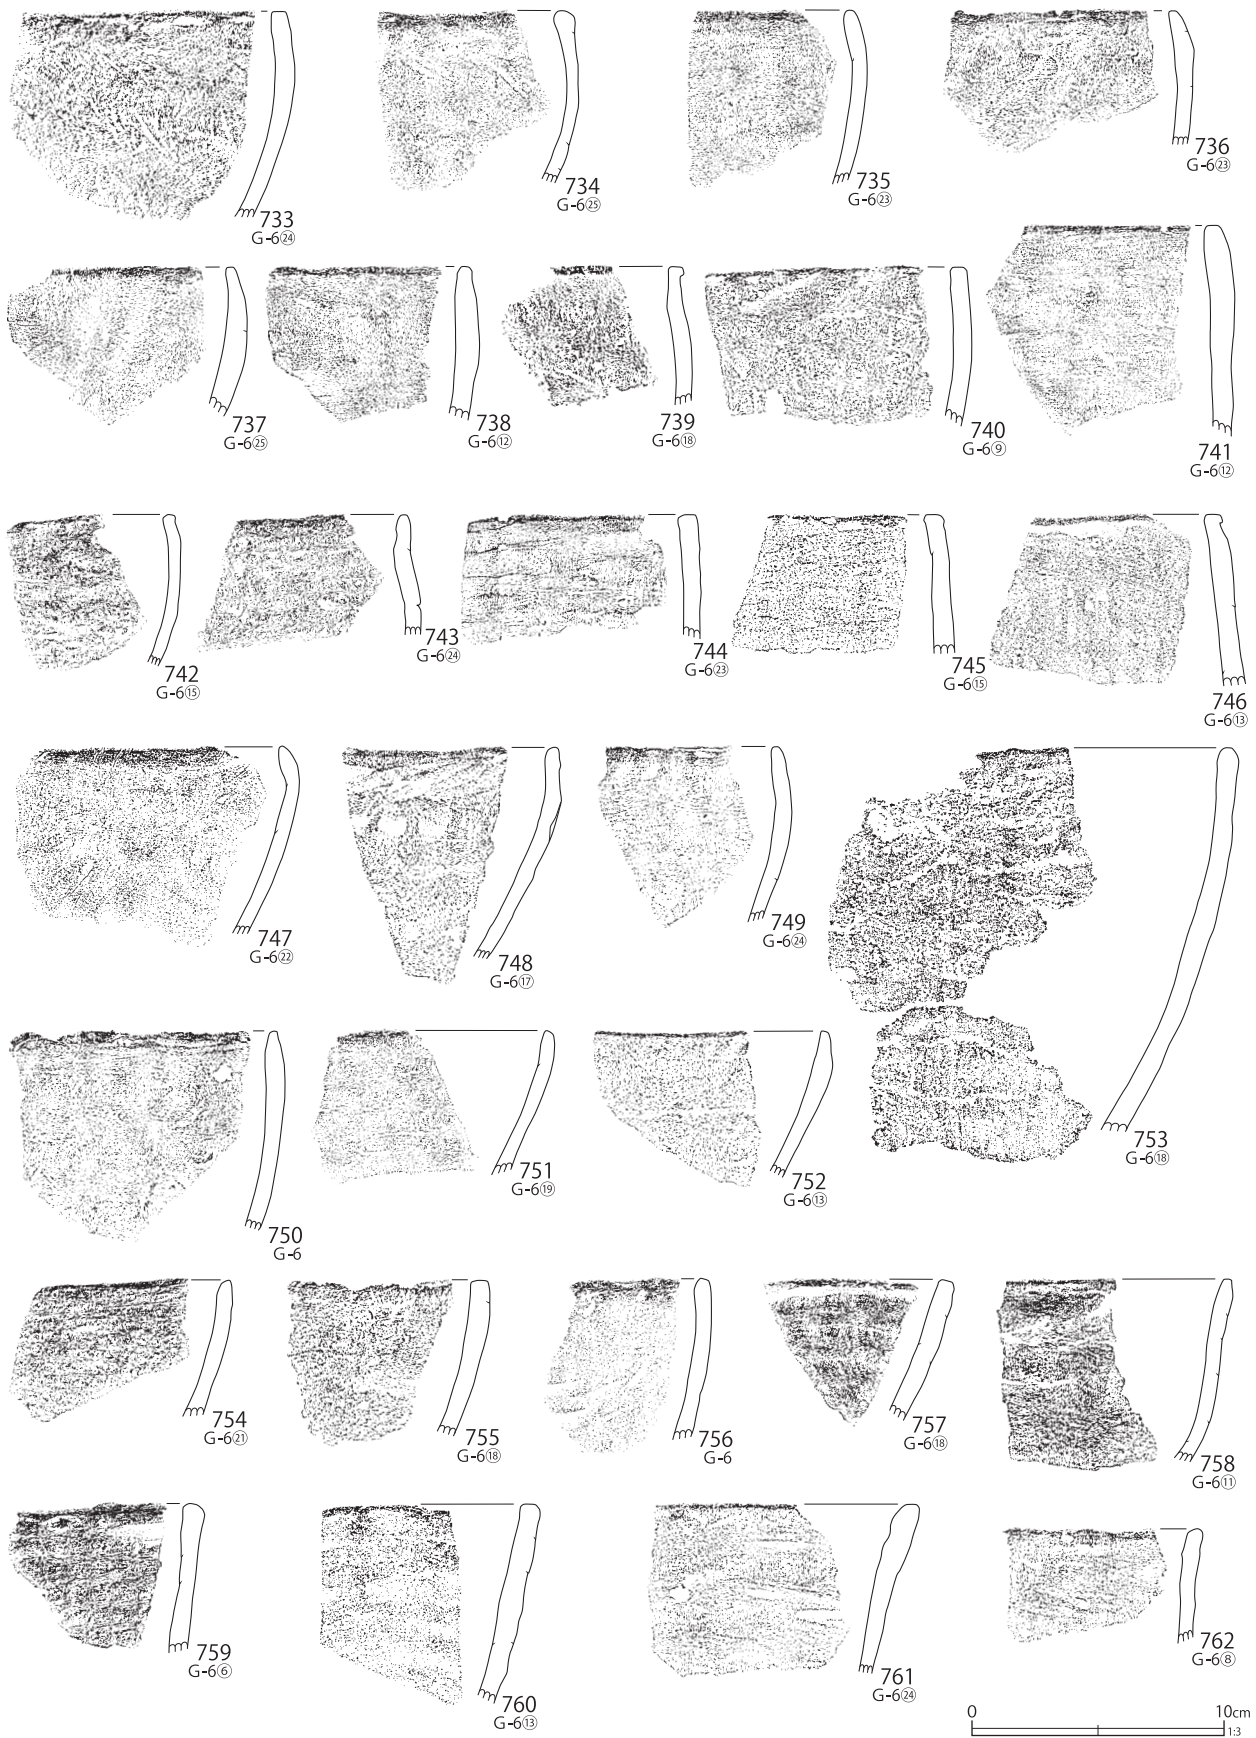 733
G-6㉔
734
G-6㉕
735
G-6㉓
736
G-6㉓
737
G-6㉕
738
G-6⑫
739
G-6⑱
740
G-6⑨
741
G-6⑫
742
G-6⑮
743
G-6㉔
744
G-6㉓
745
G-6⑮
746
G-6⑬
747
G-6㉒
748
G-6⑰
749
G-6㉔
753
G-6⑱
750
G-6
751
G-6⑲
752
G-6⑬
754
G-6㉑
755
G-6⑱
756
G-6
757
G-6⑱
758
G-6⑪
759
G-6⑥
760
G-6⑬
761
G-6㉔
762
G-6⑧
0 10cm
1:3